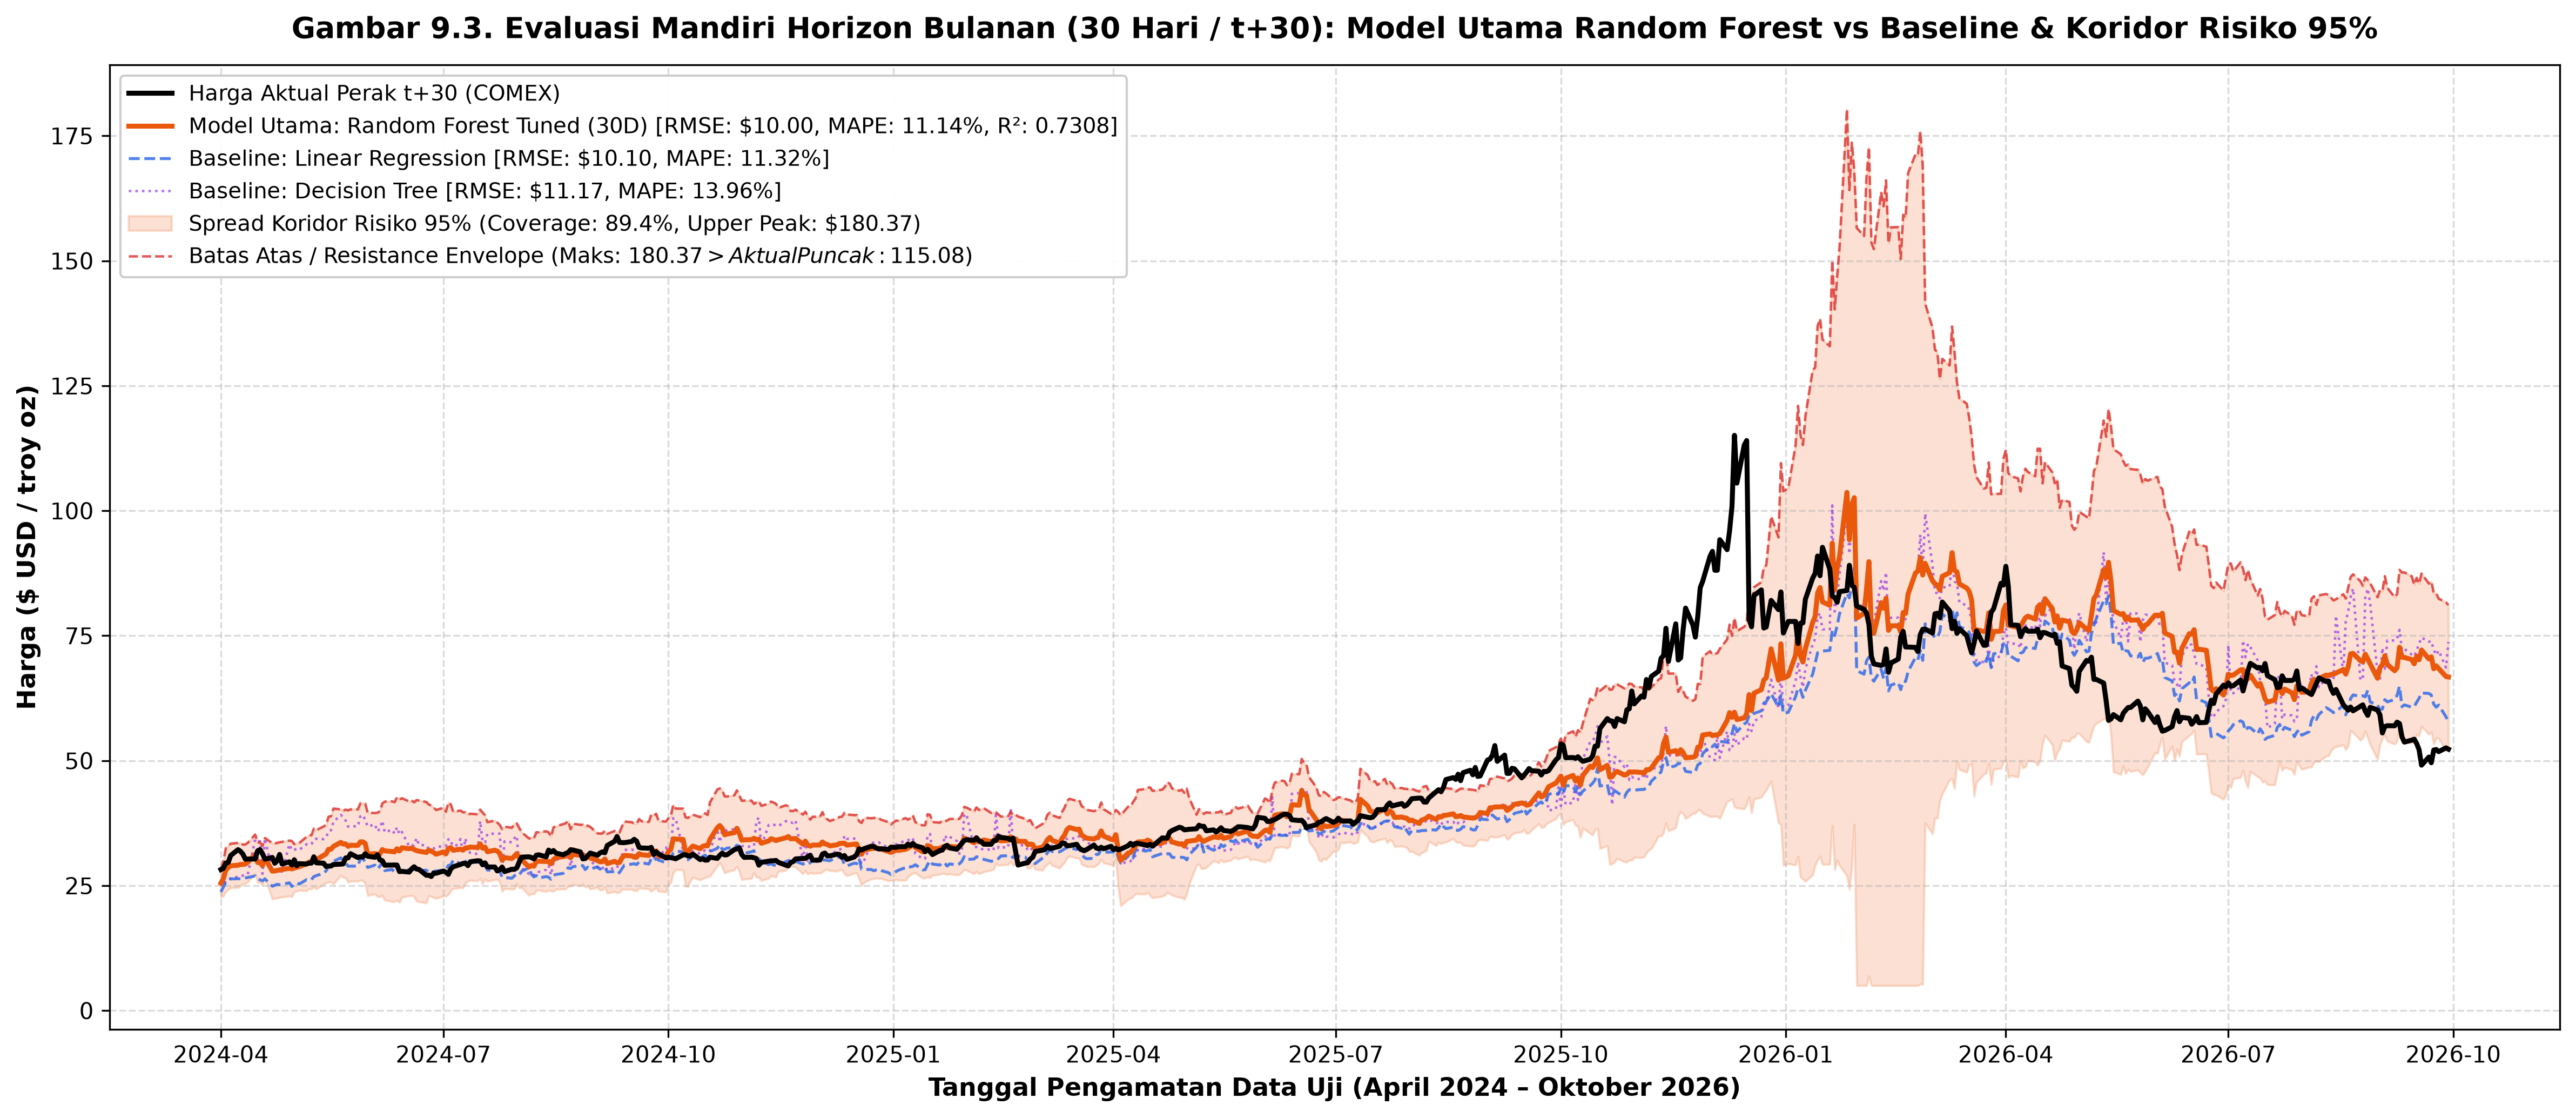 Gambar 9.3. Evaluasi Mandiri Horizon Bulanan (30 Hari / t+30): Model Utama Random Forest vs Baseline & Koridor Risiko 95%
Harga Aktual Perak t+30 (COMEX)
Model Utama: Random Forest Tuned (30D) [RMSE: $10.00, MAPE: 11.14%, R²: 0.7308]
Baseline: Linear Regression [RMSE: $10.10, MAPE: 11.32%]
Baseline: Decision Tree [RMSE: $11.17, MAPE: 13.96%]
Spread Koridor Risiko 95% (Coverage: 89.4%, Upper Peak: $180.37)
Batas Atas / Resistance Envelope (Maks: 180.37 > AktualPuncak : 115.08)
Harga ($ USD / troy oz)
175
150
125
100
75
50
25
0
2024-04 2024-07 2024-10 2025-01 2025-04 2025-07 2025-10 2026-01 2026-04 2026-07 2026-10
Tanggal Pengamatan Data Uji (April 2024 – Oktober 2026)